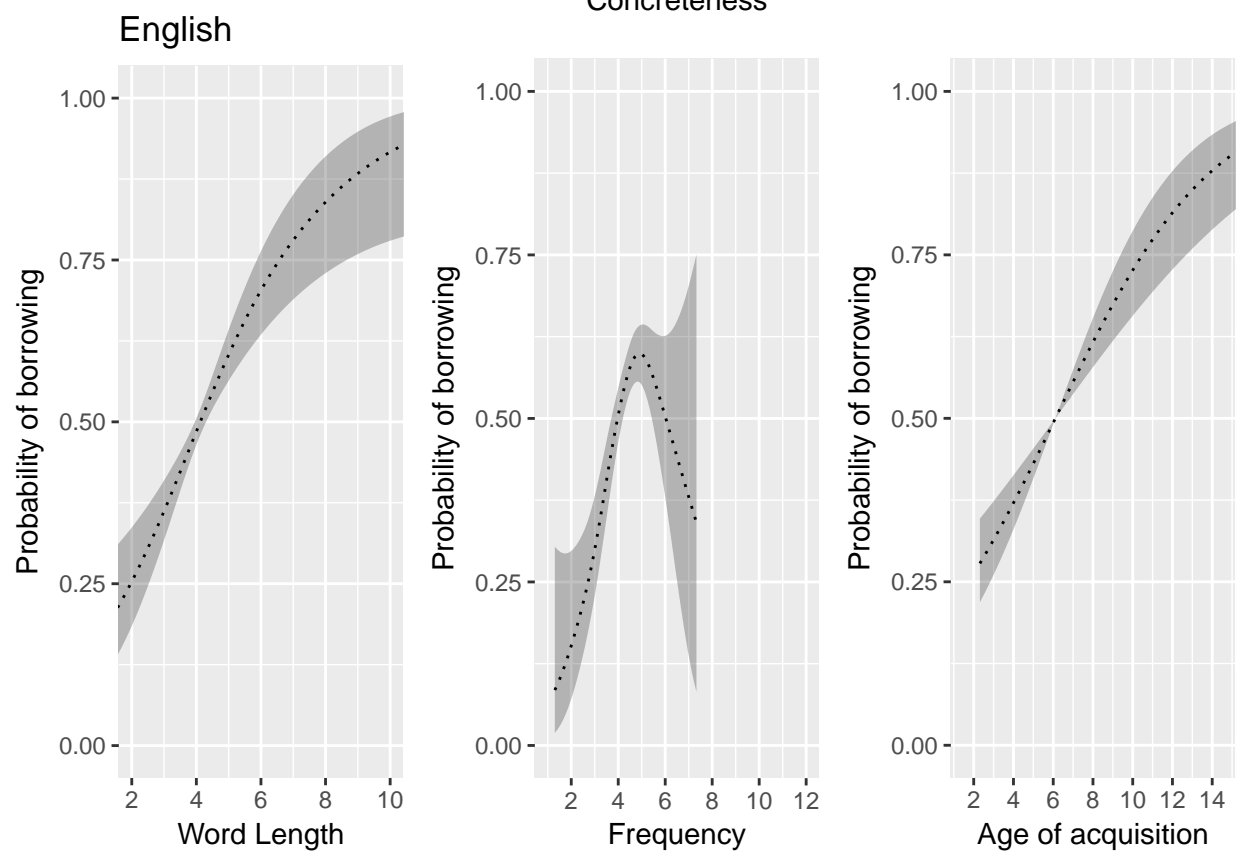 Concreteness
English
Probability of borrowing
1.00
0.75
0.50
0.25
0.00
2 4 6 8 10
Word Length
Probability of borrowing
1.00
0.75
0.50
0.25
0.00
2 4 6 8 10 12
Frequency
Probability of borrowing
1.00
0.75
0.50
0.25
0.00
2 4 6 8 10 12 14
Age of acquisition